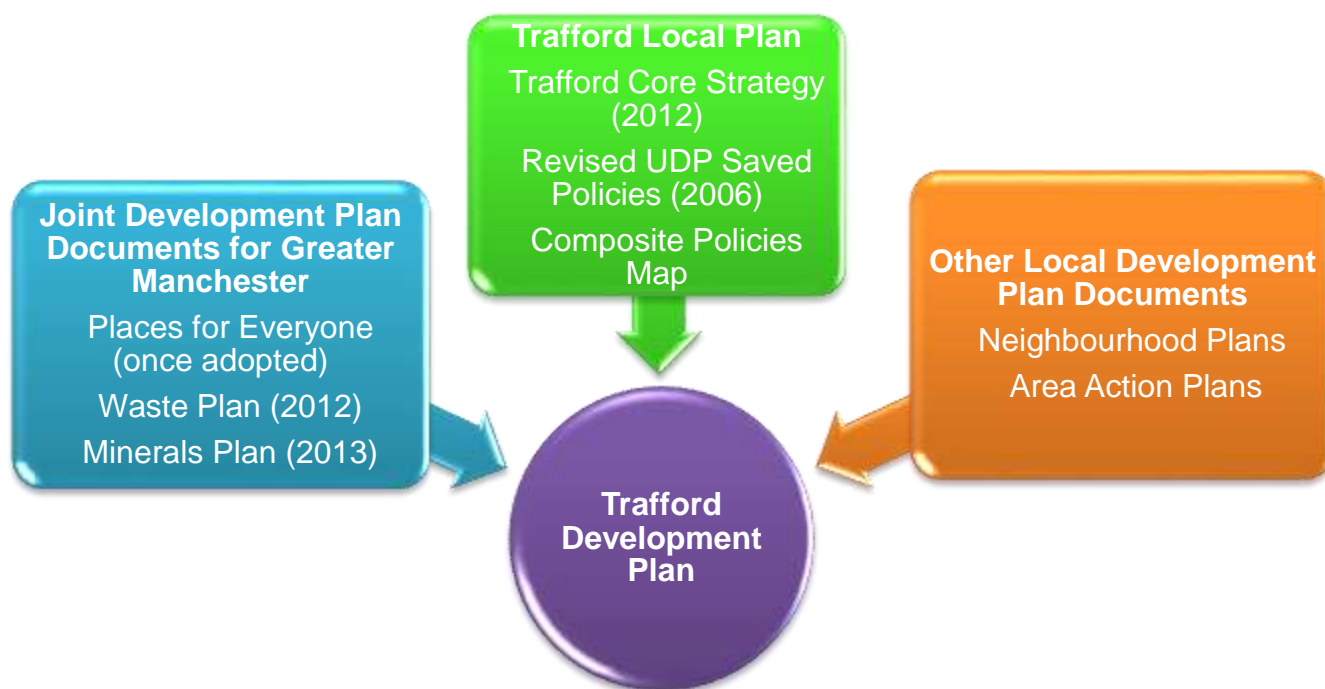 Joint Development Plan
Documents for Greater
Manchester
Places for Everyone
(once adopted)
Waste Plan (2012)
Minerals Plan (2013)
Trafford Local Plan
Trafford Core Strategy
(2012)
Revised UDP Saved
Policies (2006)
Composite Policies
Map
Other Local Development
Plan Documents
Neighbourhood Plans
Area Action Plans
Trafford
Development
Plan